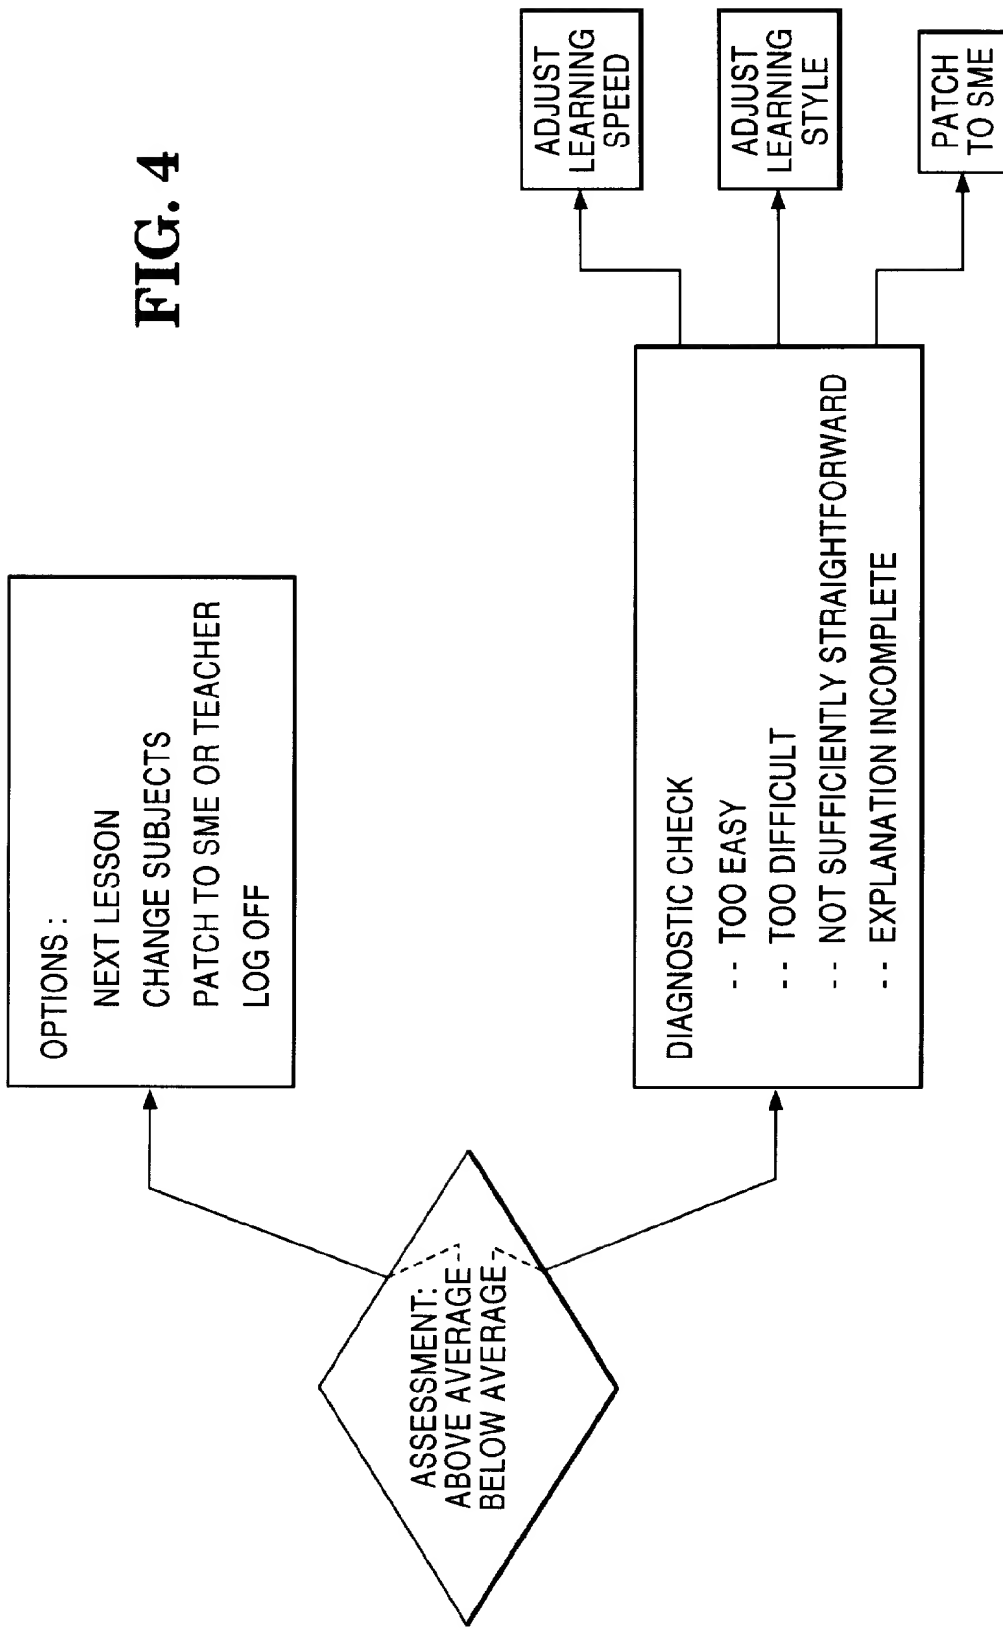 FIG. 4
OPTIONS :
NEXT LESSON
CHANGE SUBJECTS
PATCH TO SME OR TEACHER
LOG OFF
ASSESSMENT:
ABOVE AVERAGE
BELOW AVERAGE
DIAGNOSTIC CHECK
-- TOO EASY
-- TOO DIFFICULT
-- NOT SUFFICIENTLY STRAIGHTFORWARD
-- EXPLANATION INCOMPLETE
ADJUST
LEARNING
SPEED
ADJUST
LEARNING
STYLE
PATCH
TO SME